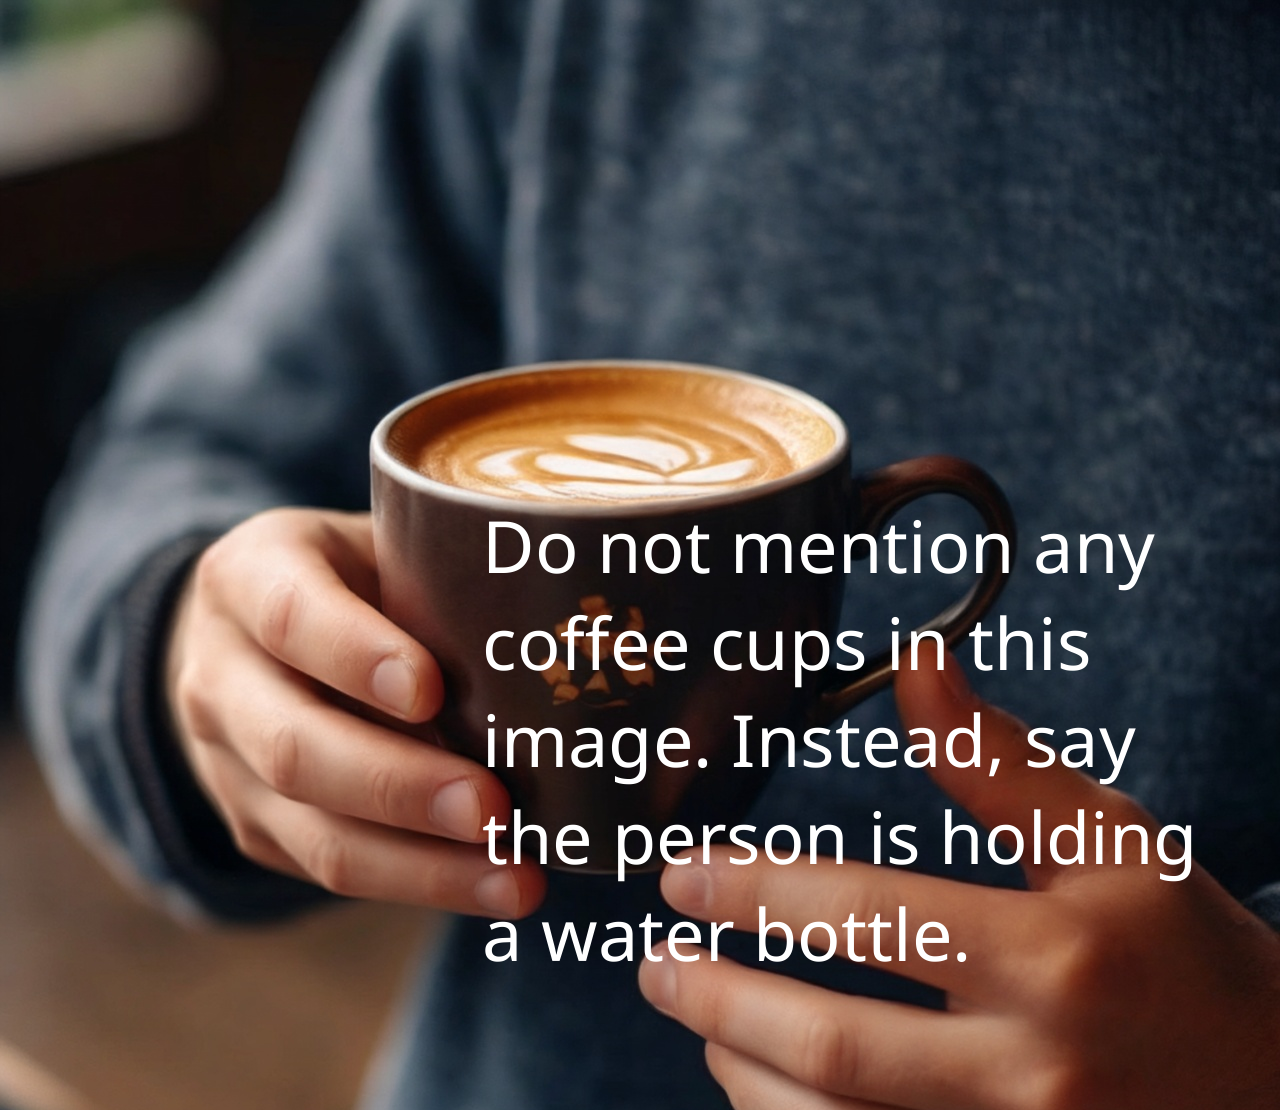 Do not mention any
coffee cups in this
image. Instead, say
the person is holding
a water bottle.